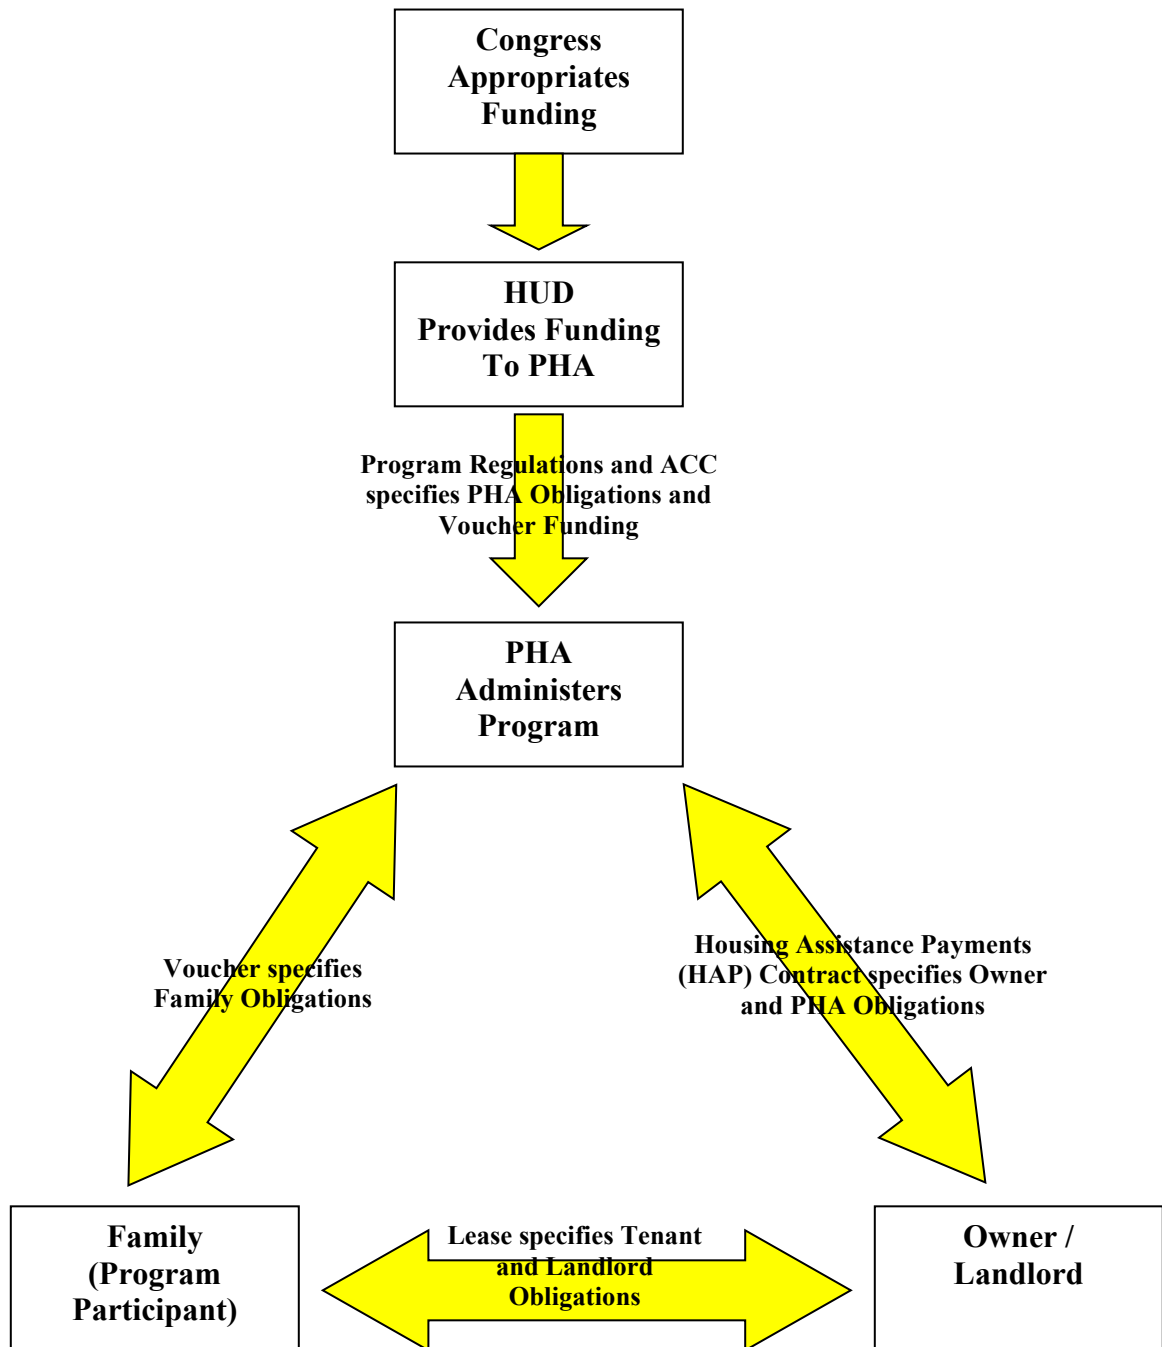 Congress
Appropriates
Funding
HUD
Provides Funding
To PHA
Program Regulations and ACC
specifies PHA Obligations and
Voucher Funding
PHA
Administers
Program
Voucher specifies
Family Obligations
Housing Assistance Payments
(HAP) Contract specifies Owner
and PHA Obligations
Family
(Program
Participant)
Lease specifies Tenant
and Landlord
Obligations
Owner /
Landlord